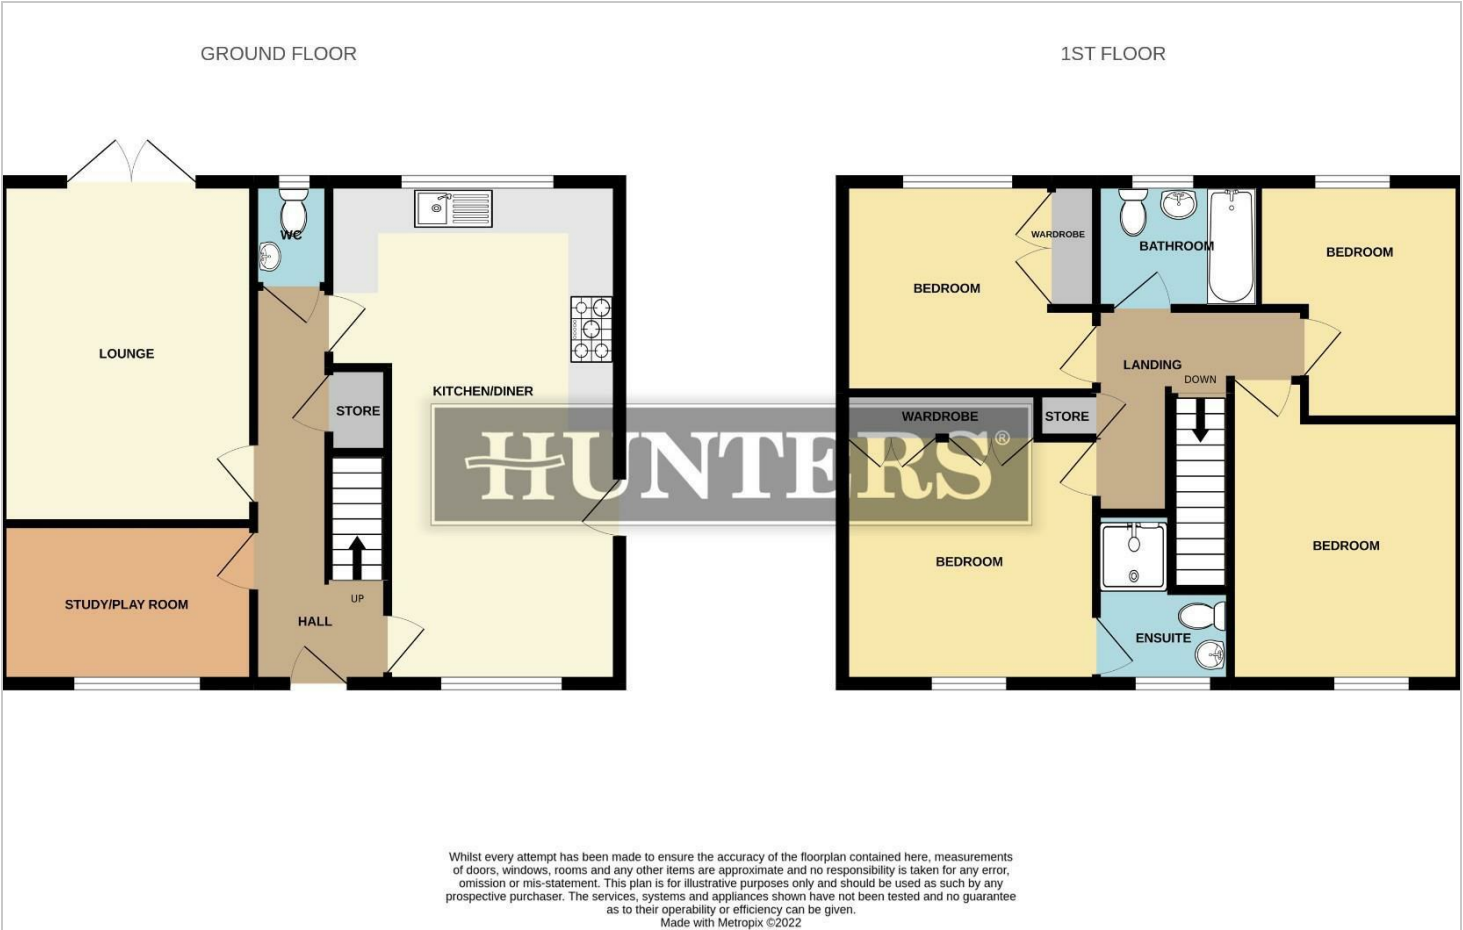 GROUND FLOOR
1ST FLOOR
WC
LOUNGE
STORE
KITCHEN/DINER
STUDY/PLAY ROOM
UP
HALL
WARDROBE
BEDROOM
BATHROOM
BEDROOM
LANDING
DOWN
WARDROBE
STORE
HUNTERS®
BEDROOM
ENSUITE
BEDROOM
Whilst every attempt has been made to ensure the accuracy of the floorplan contained here, measurements
of doors, windows, rooms and any other items are approximate and no responsibility is taken for any error,
omission or mis-statement. This plan is for illustrative purposes only and should be used as such by any
prospective purchaser. The services, systems and appliances shown have not been tested and no guarantee
as to their operability or efficiency can be given.
Made with Metropix ©2022